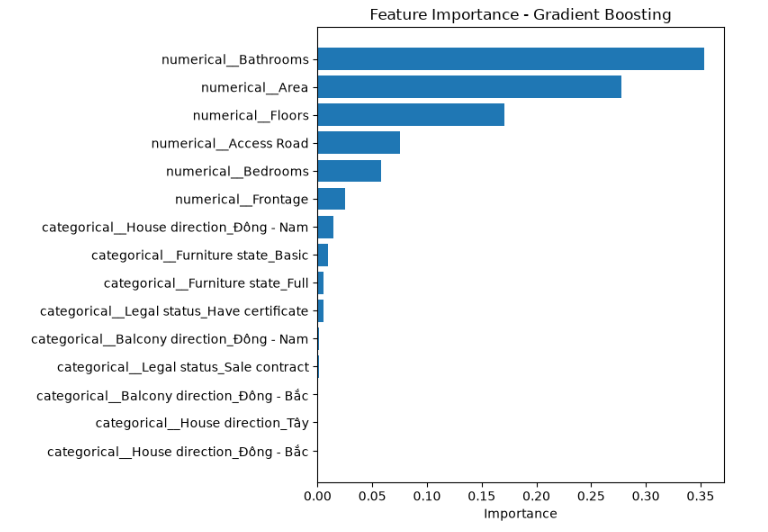 Feature Importance - Gradient Boosting
numerical__Bathrooms
numerical__Area
numerical__Floors
numerical__Access Road
numerical__Bedrooms
numerical__Frontage
categorical__House direction_Đông - Nam
categorical__Furniture state_Basic
categorical__Furniture state_Full
categorical__Legal status_Have certificate
categorical__Balcony direction_Đông - Nam
categorical__Legal status_Sale contract
categorical__Balcony direction_Đông - Bắc
categorical__House direction_Tây
categorical__House direction_Đông - Bắc
0.00 0.05 0.10 0.15 0.20 0.25 0.30 0.35
Importance